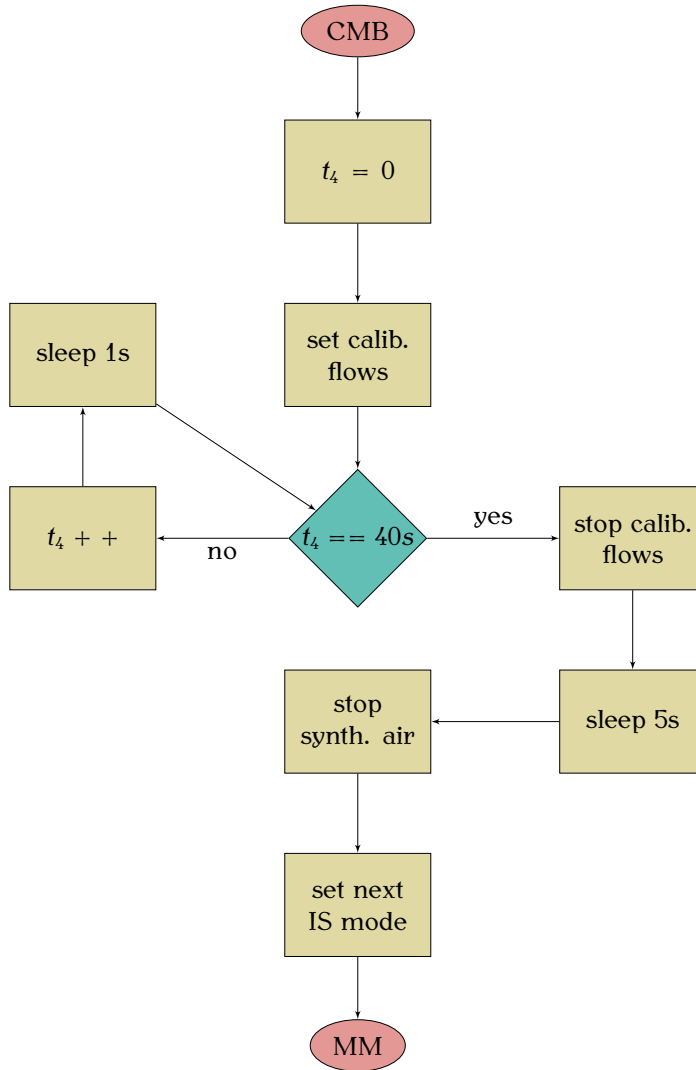 CMB
t₄ = 0
set calib.
flows
sleep 1s
t₄ + +
no
t₄ == 40s
yes
stop calib.
flows
sleep 5s
stop
synth. air
set next
IS mode
MM